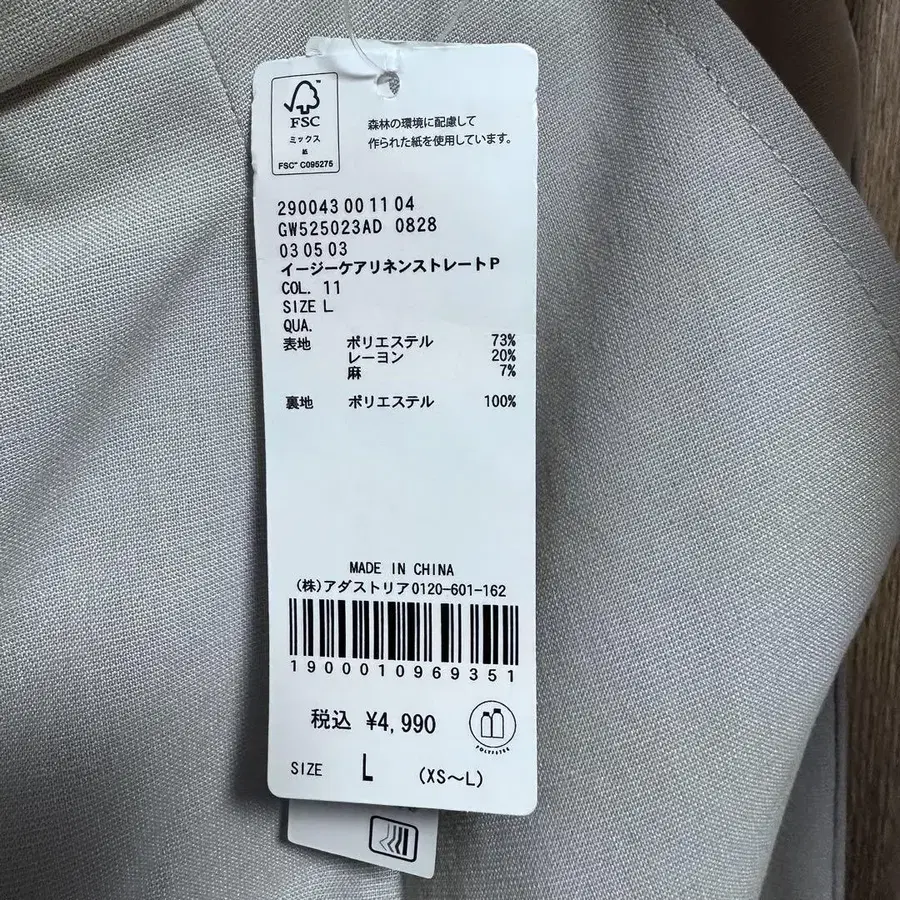 FSC
ミックス
紙
FSC™ C095275
森林の環境に配慮して
作られた紙を使用しています。
290043 00 11 04
GW525023AD 0828
03 05 03
イージーケアリネンストレートP
COL. 11
SIZE L
QUA.
表地 ポリエステル 73%
レーヨン 20%
麻 7%
裏地 ポリエステル 100%
MADE IN CHINA
(株)アダストリア0120-601-162
1900010969351
税込 ¥4,990
POLYESTER
SIZE L (XS〜L)